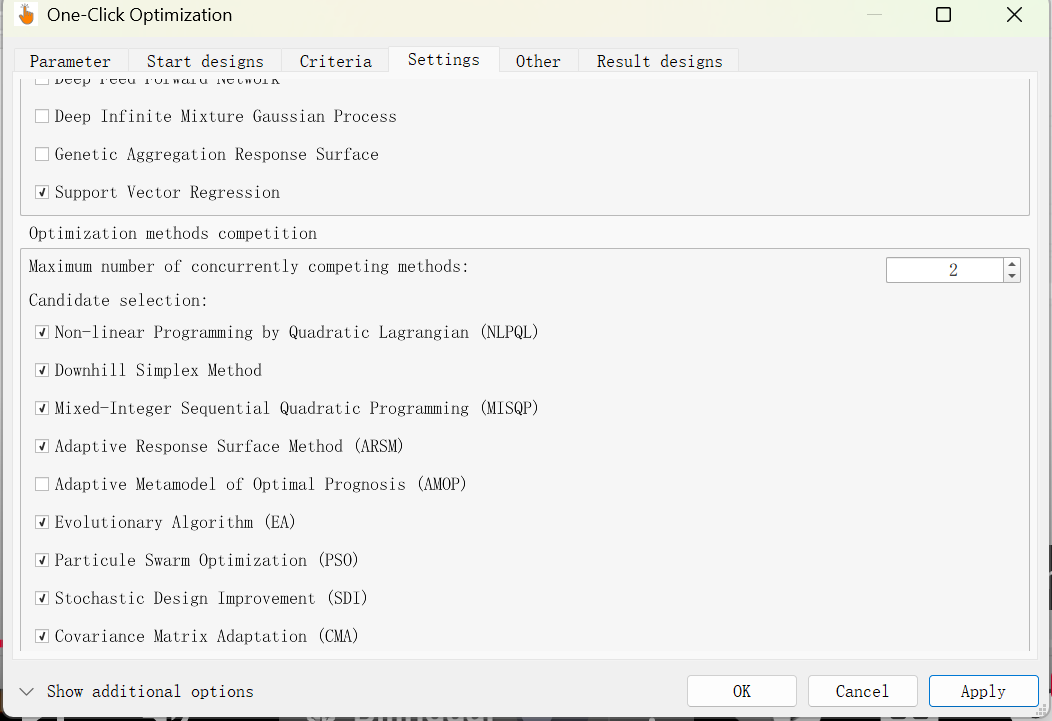 One-Click Optimization
Parameter Start designs Criteria Settings Other Result designs
Deep Feed Forward Network
Deep Infinite Mixture Gaussian Process
Genetic Aggregation Response Surface
Support Vector Regression
Optimization methods competition
Maximum number of concurrently competing methods: 2
Candidate selection:
Non-linear Programming by Quadratic Lagrangian (NLPQL)
Downhill Simplex Method
Mixed-Integer Sequential Quadratic Programming (MISQP)
Adaptive Response Surface Method (ARSM)
Adaptive Metamodel of Optimal Prognosis (AMOP)
Evolutionary Algorithm (EA)
Particule Swarm Optimization (PSO)
Stochastic Design Improvement (SDI)
Covariance Matrix Adaptation (CMA)
Show additional options OK Cancel Apply